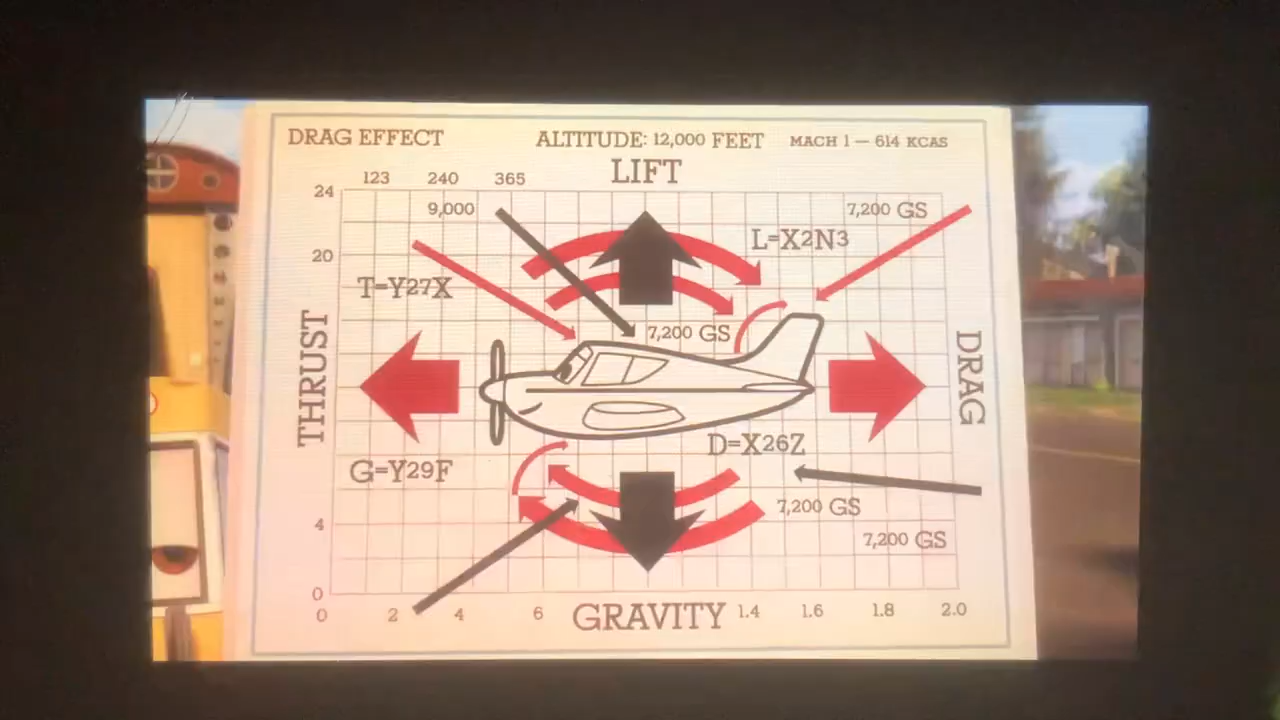 DRAG EFFECT ALTITUDE: 12,000 FEET MACH 1 — 614 KCAS
LIFT
123 240 365
24
9,000
7,200 GS
L=X2N3
20
T=Y27X
7,200 GS
THRUST
DRAG
D=X26Z
G=Y29F
7,200 GS
4
7,200 GS
0
0 2 4 6 GRAVITY 1.4 1.6 1.8 2.0